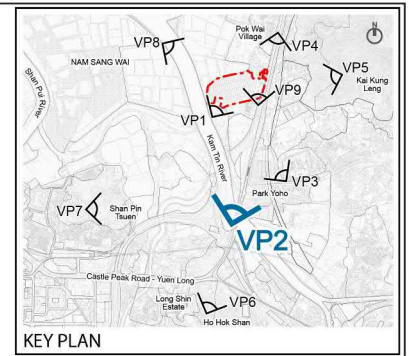 N
Pok Wai
Village
VP8
VP4
NAM SANG WAI
VP5
Kai Kung
Leng
Shan Pui River
VP9
VP1
Kam Tin River
VP3
Park Yoho
VP7
Shan Pin
Tsuen
VP2
Castle Peak Road - Yuen Long
Long Shin
Estate
VP6
Ho Hok Shan
KEY PLAN